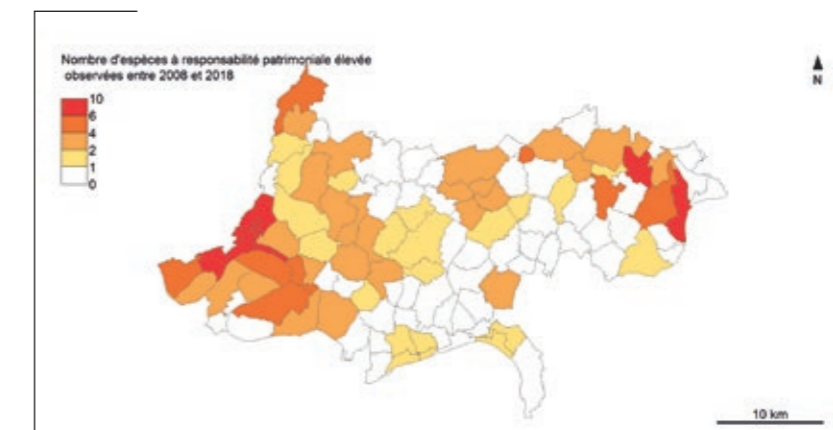 Nombre d'espèces à responsabilité patrimoniale élevée
observées entre 2008 et 2018
N
10
6
4
2
1
0
10 km